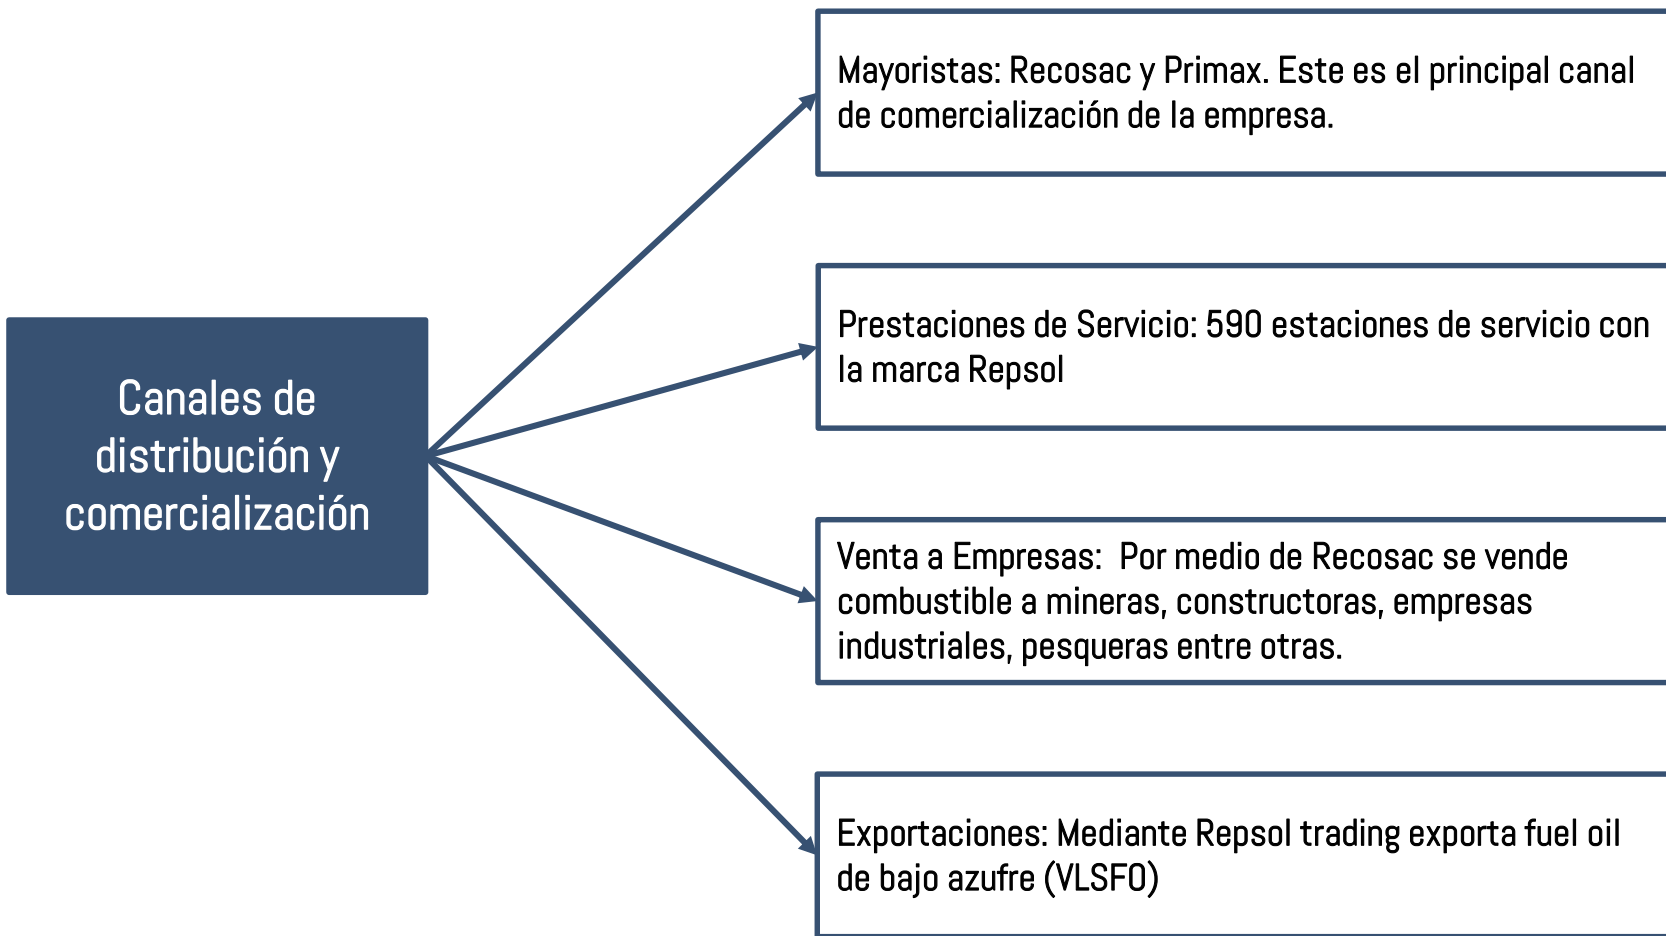 Canales de
distribución y
comercialización
Mayoristas: Recosac y Primax. Este es el principal canal
de comercialización de la empresa.
Prestaciones de Servicio: 590 estaciones de servicio con
la marca Repsol
Venta a Empresas:  Por medio de Recosac se vende
combustible a mineras, constructoras, empresas
industriales, pesqueras entre otras.
Exportaciones: Mediante Repsol trading exporta fuel oil
de bajo azufre (VLSFO)